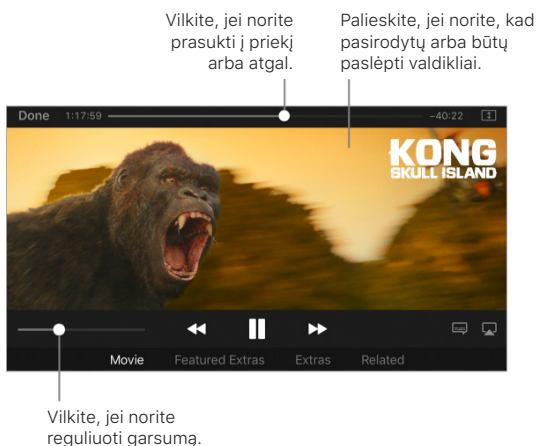 Vilkite, jei norite
prasukti į priekį
arba atgal.
Palieskite, jei norite, kad
pasirodytų arba būtų
paslėpti valdikliai.
Done 1:17:59 −40:22
KONG
SKULL ISLAND
Movie Featured Extras Extras Related
Vilkite, jei norite
reguliuoti garsumą.